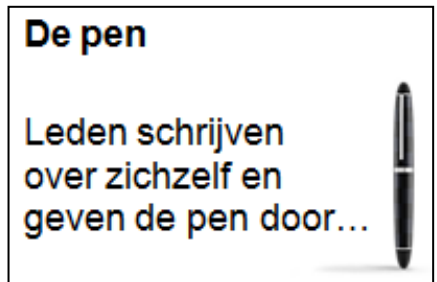 De pen
Leden schrijven
over zichzelf en
geven de pen door...